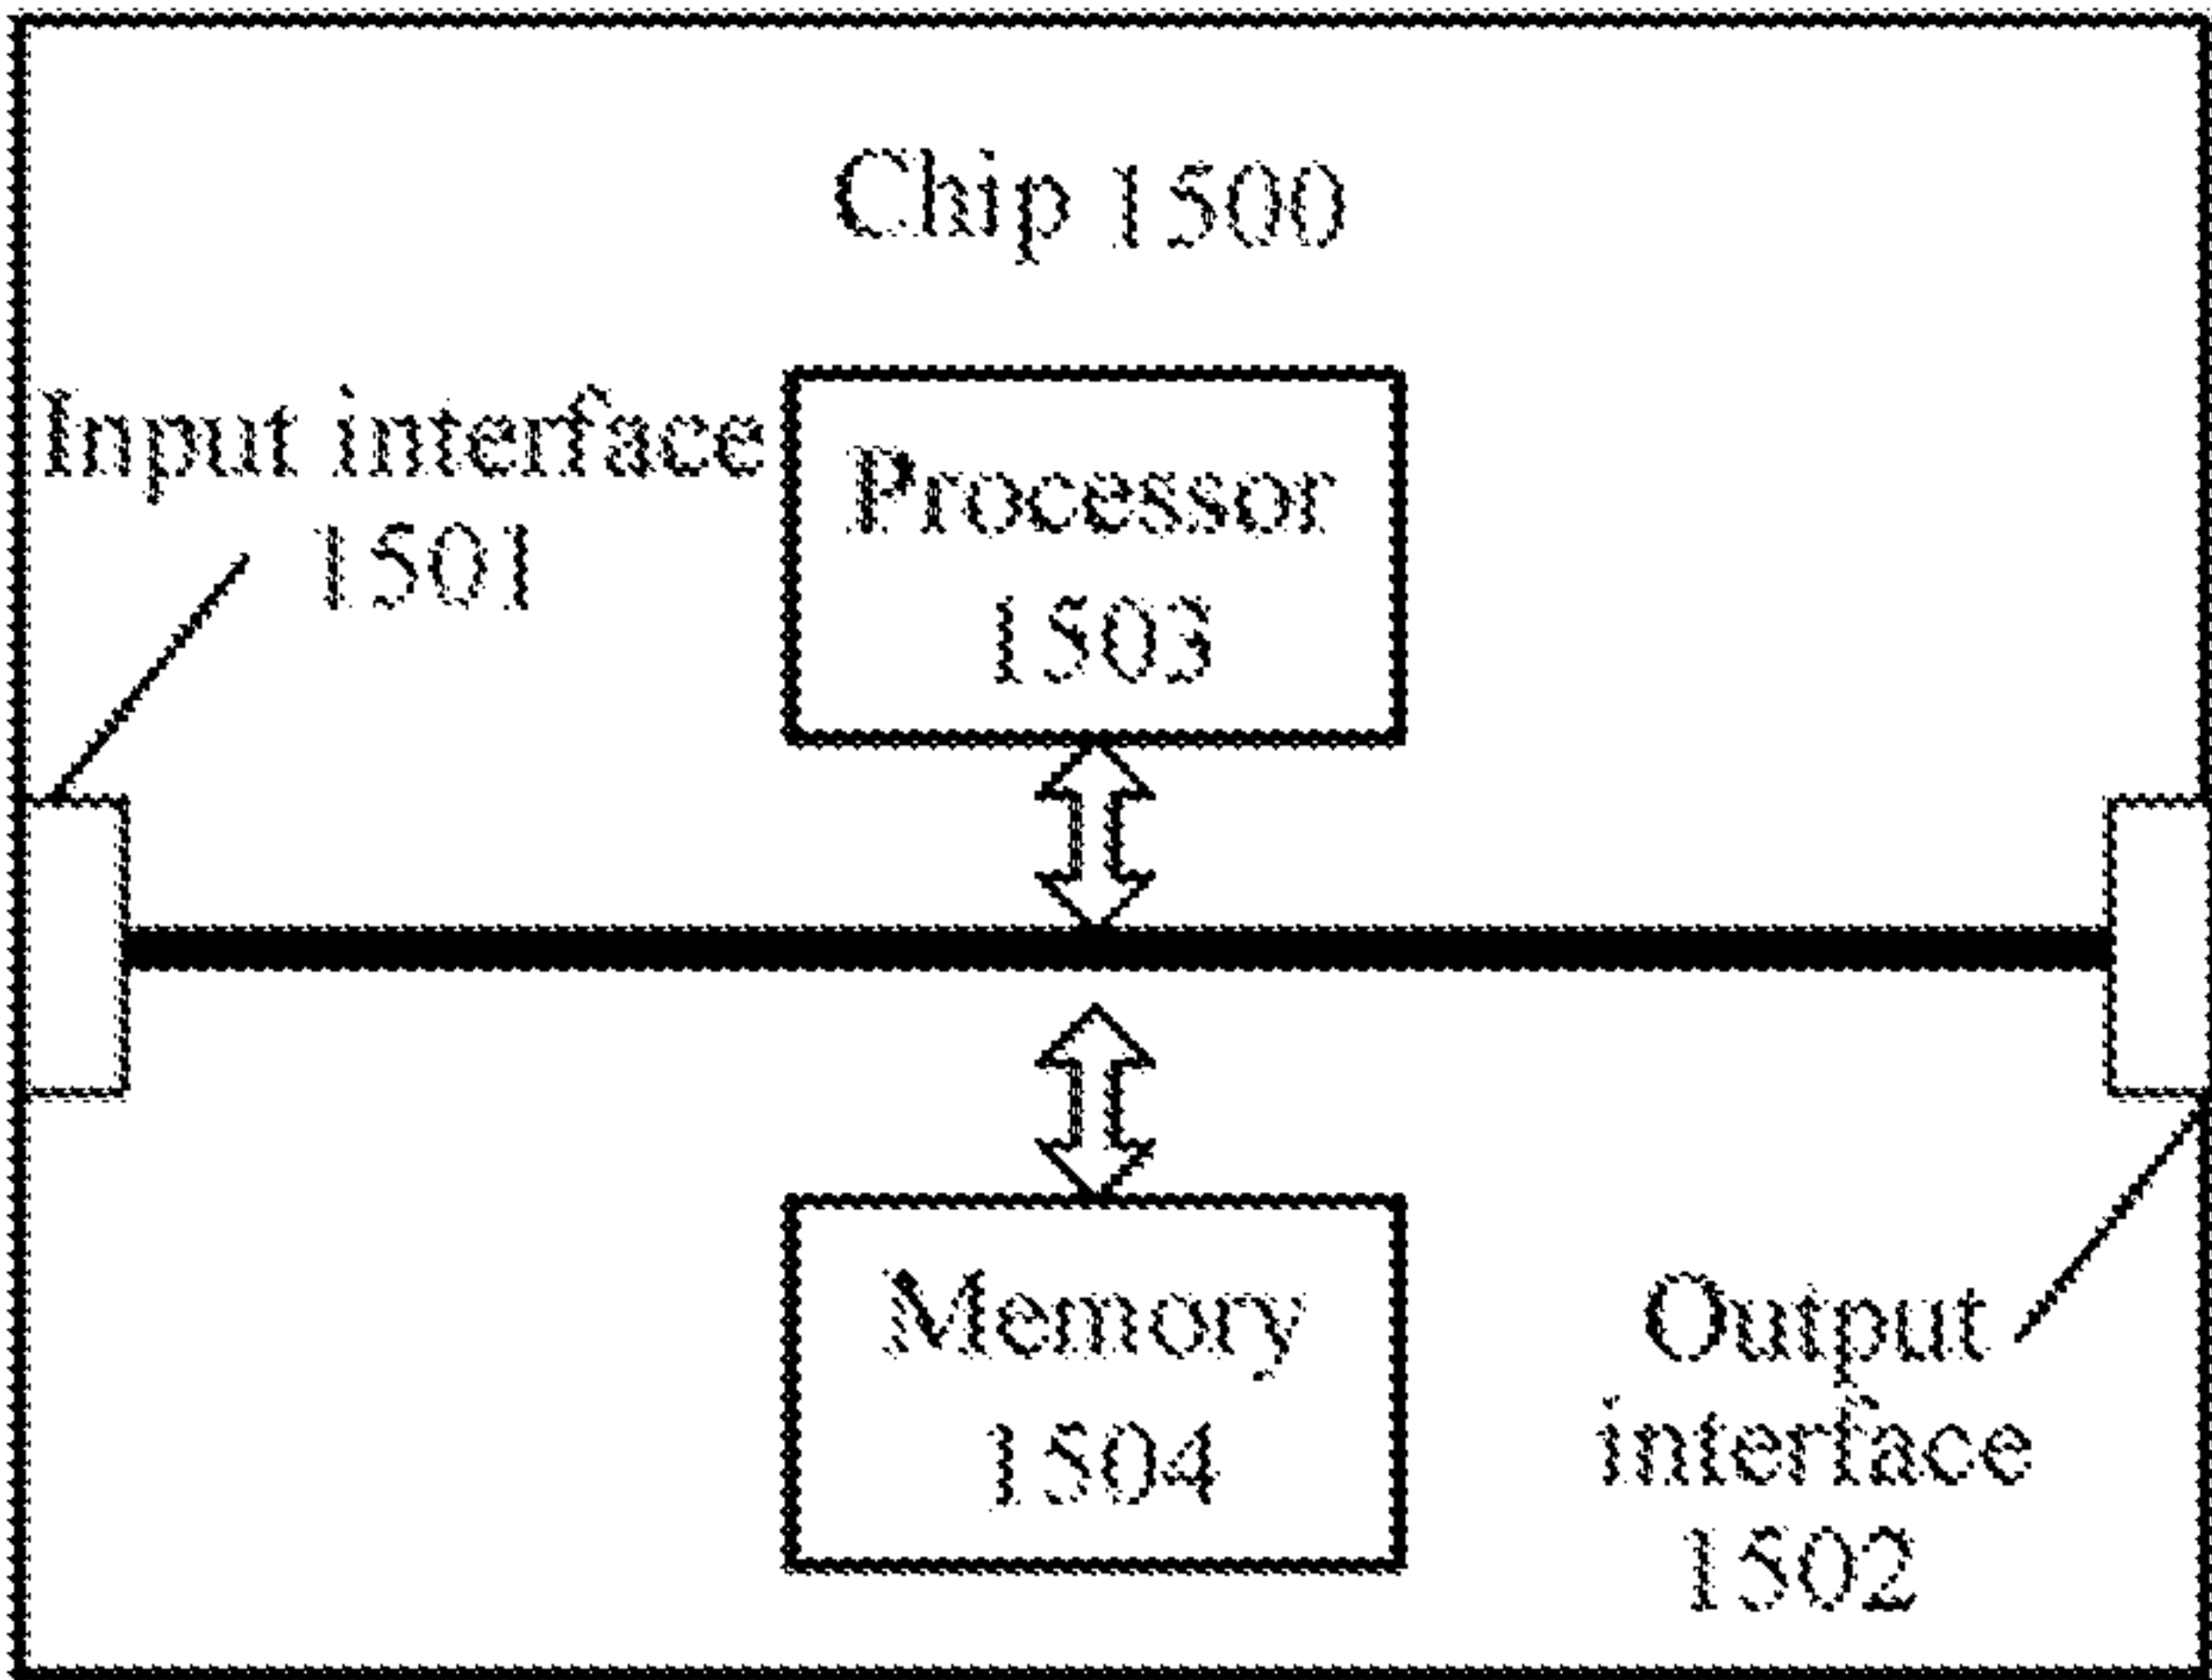 Chip 1500
Input interface
1501
Processor
1503
Memory
1504
Output
interface
1502